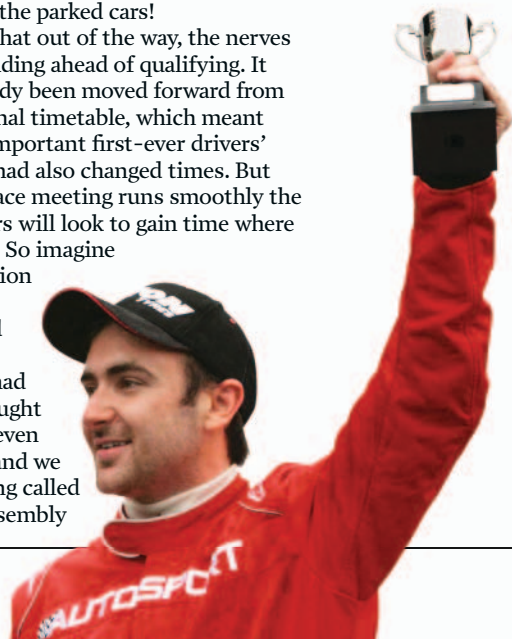 the parked cars!
hat out of the way, the nerves
ding ahead of qualifying. It
dy been moved forward from
nal timetable, which meant
mportant first-ever drivers’
had also changed times. But
ace meeting runs smoothly the
rs will look to gain time where
So imagine
ion
l
had
ught
even
and we
ng called
sembly
AUTOSPORT